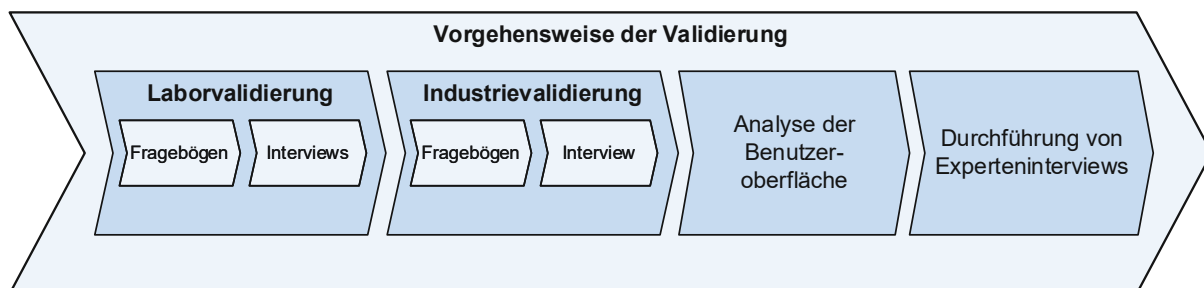 Vorgehensweise der Validierung
Laborvalidierung
Fragebögen
Interviews
Industrievalidierung
Fragebögen
Interview
Analyse der
Benutzer-
oberfläche
Durchführung von
Experteninterviews